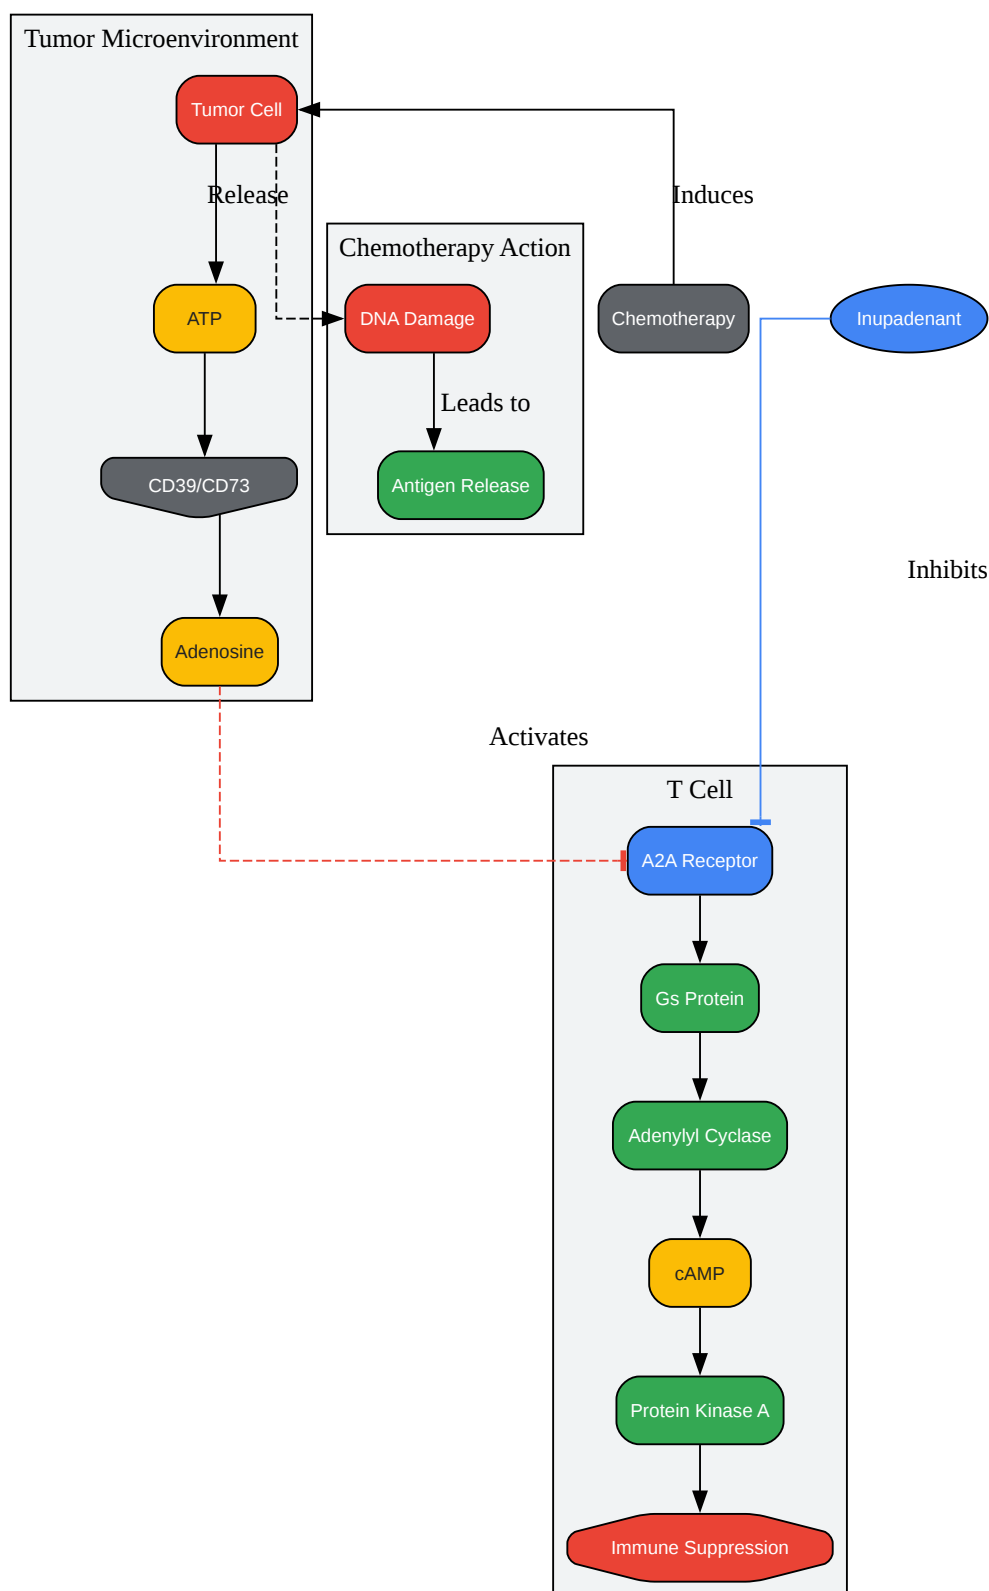 Tumor Microenvironment
Tumor Cell
Release
Induces
Chemotherapy Action
ATP
DNA Damage
Chemotherapy
Inupadenant
Leads to
CD39/CD73
Antigen Release
Inhibits
Adenosine
Activates
T Cell
A2A Receptor
Gs Protein
Adenylyl Cyclase
cAMP
Protein Kinase A
Immune Suppression